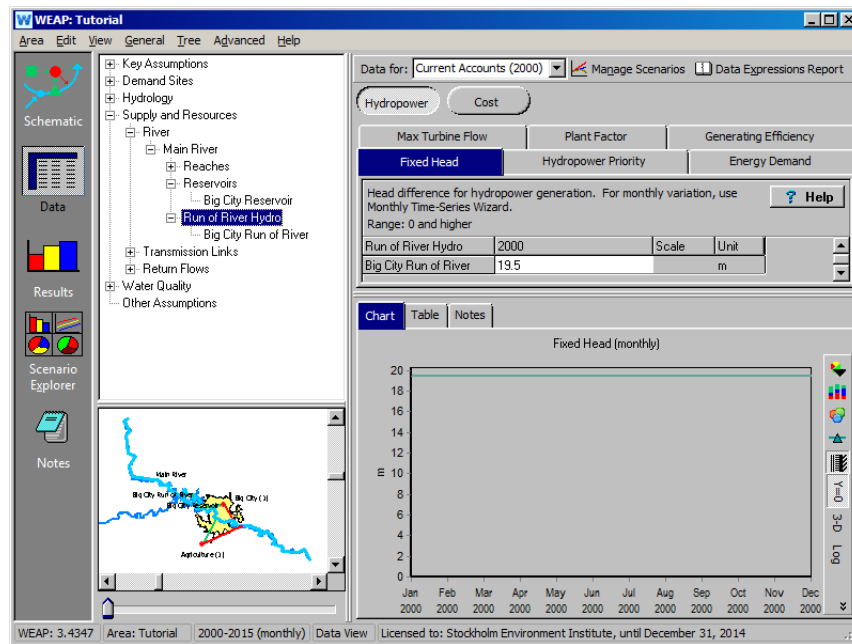 WEAP: Tutorial
Area Edit View General Tree Advanced Help
Schematic
Data
Results
Scenario
Explorer
Notes
Key Assumptions
Demand Sites
Hydrology
Supply and Resources
River
Main River
Reaches
Reservoirs
Big City Reservoir
Run of River Hydro
Big City Run of River
Transmission Links
Return Flows
Water Quality
Other Assumptions
Main River
Big City Run of River
Big City (1)
Big City Reservoir
Agriculture (2)
Data for: Current Accounts (2000) Manage Scenarios Data Expressions Report
Hydropower Cost
Max Turbine Flow Plant Factor Generating Efficiency
Fixed Head Hydropower Priority Energy Demand
Head difference for hydropower generation. For monthly variation, use
Monthly Time-Series Wizard.
Range: 0 and higher
? Help
Run of River Hydro 2000 Scale Unit
Big City Run of River 19.5 m
Chart Table Notes
Fixed Head (monthly)
20
18
16
14
12
10
8
6
4
2
0
m
Jan Feb Mar Apr May Jun Jul Aug Sep Oct Nov Dec
2000 2000 2000 2000 2000 2000 2000 2000 2000 2000 2000 2000
Y=0
3-D
Log
WEAP: 3.4347 Area: Tutorial 2000-2015 (monthly) Data View Licensed to: Stockholm Environment Institute, until December 31, 2014